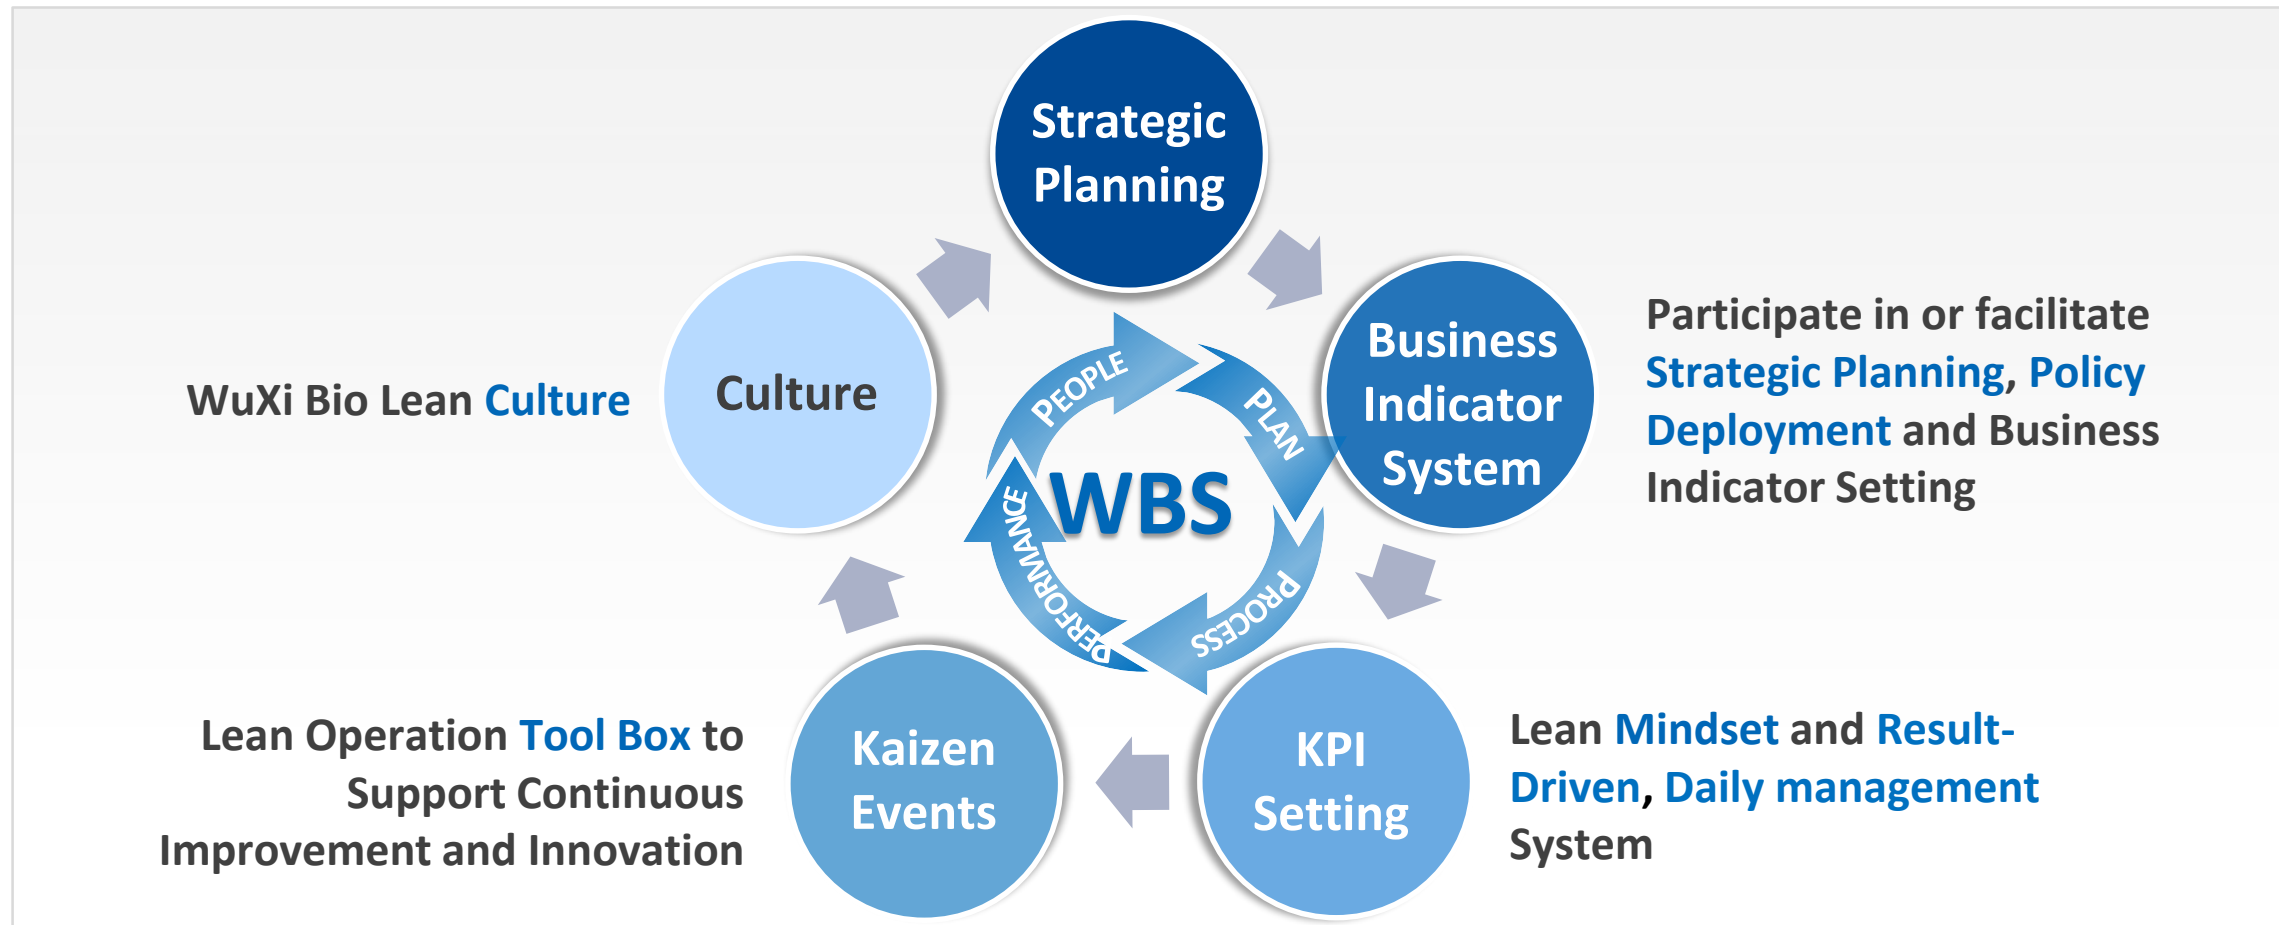 Strategic
Planning
Business
Indicator
System
Participate in or facilitate
Strategic Planning, Policy
Deployment and Business
Indicator Setting
KPI
Setting
Lean Mindset and Result-
Driven, Daily management
System
Kaizen
Events
Lean Operation Tool Box to
Support Continuous
Improvement and Innovation
Culture
WuXi Bio Lean Culture
PEOPLE
PLAN
PROCESS
PERFORMANCE
WBS